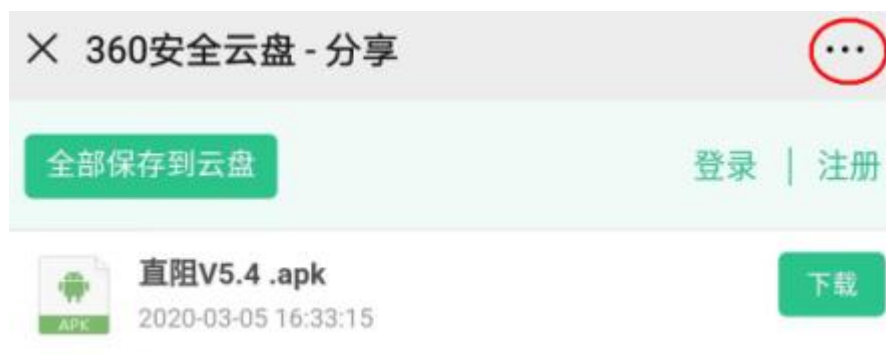 360安全云盘 - 分享
全部保存到云盘 登录 | 注册
直阻V5.4 .apk 下载
APK 2020-03-05 16:33:15